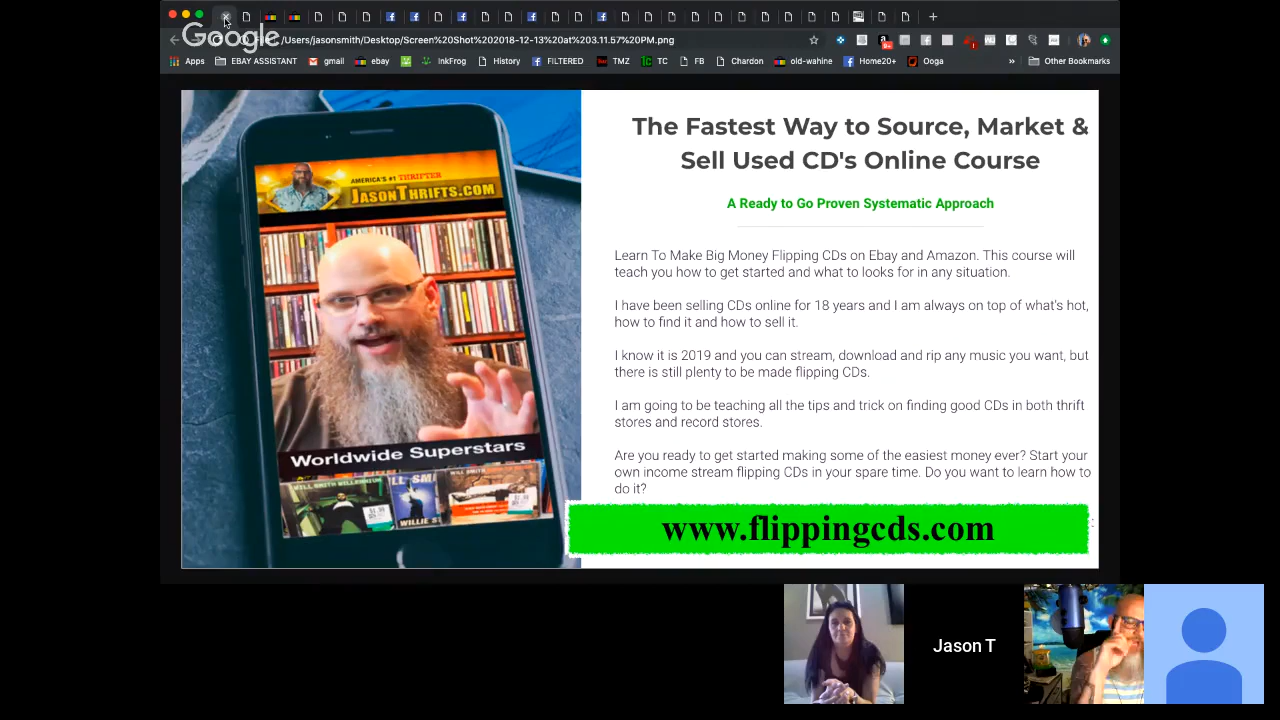 Google
/Users/jasonsmith/Desktop/Screen%20Shot%202018-12-13%20at%203.11.57%20PM.png
Apps EBAY ASSISTANT gmail ebay InkFrog History FILTERED TMZ TC FB Chardon old-wahine Home20+ Ooga » Other Bookmarks
AMERICA'S #1 THRIFTER
JASONTHRIFTS.COM
Worldwide Superstars
WILL SMITH MILLENNIUM
The Fastest Way to Source, Market &
Sell Used CD's Online Course
A Ready to Go Proven Systematic Approach
Learn To Make Big Money Flipping CDs on Ebay and Amazon. This course will
teach you how to get started and what to looks for in any situation.
I have been selling CDs online for 18 years and I am always on top of what's hot,
how to find it and how to sell it.
I know it is 2019 and you can stream, download and rip any music you want, but
there is still plenty to be made flipping CDs.
I am going to be teaching all the tips and trick on finding good CDs in both thrift
stores and record stores.
Are you ready to get started making some of the easiest money ever? Start your
own income stream flipping CDs in your spare time. Do you want to learn how to
do it?
www.flippingcds.com
Jason T